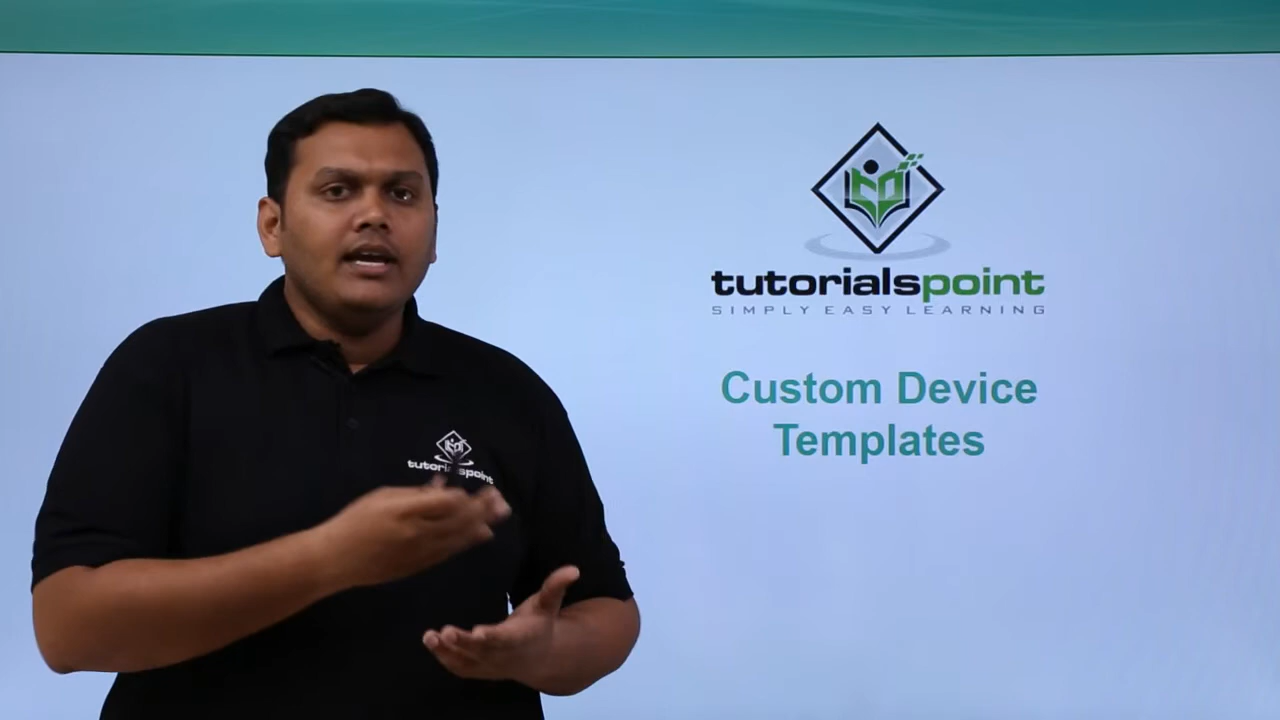 tutorialspoint
SIMPLY EASY LEARNING
Custom Device
Templates
tutorialspoint